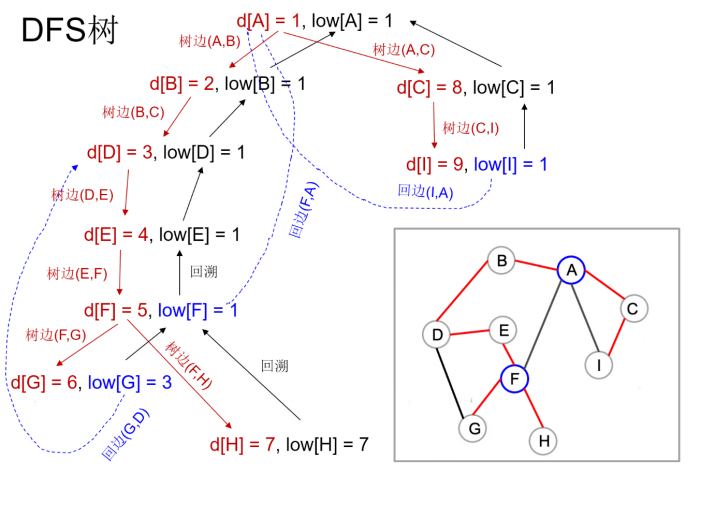 DFS树
d[A] = 1, low[A] = 1
树边(A,B)
树边(A,C)
d[B] = 2, low[B] = 1
d[C] = 8, low[C] = 1
树边(B,C)
树边(C,I)
d[D] = 3, low[D] = 1
d[I] = 9, low[I] = 1
树边(D,E)
回边(F,A)
回边(I,A)
d[E] = 4, low[E] = 1
树边(E,F)
回溯
d[F] = 5, low[F] = 1
树边(F,G)
树边(F,H)
回溯
d[G] = 6, low[G] = 3
回边(G,D)
d[H] = 7, low[H] = 7
B
A
C
D
E
I
F
G
H